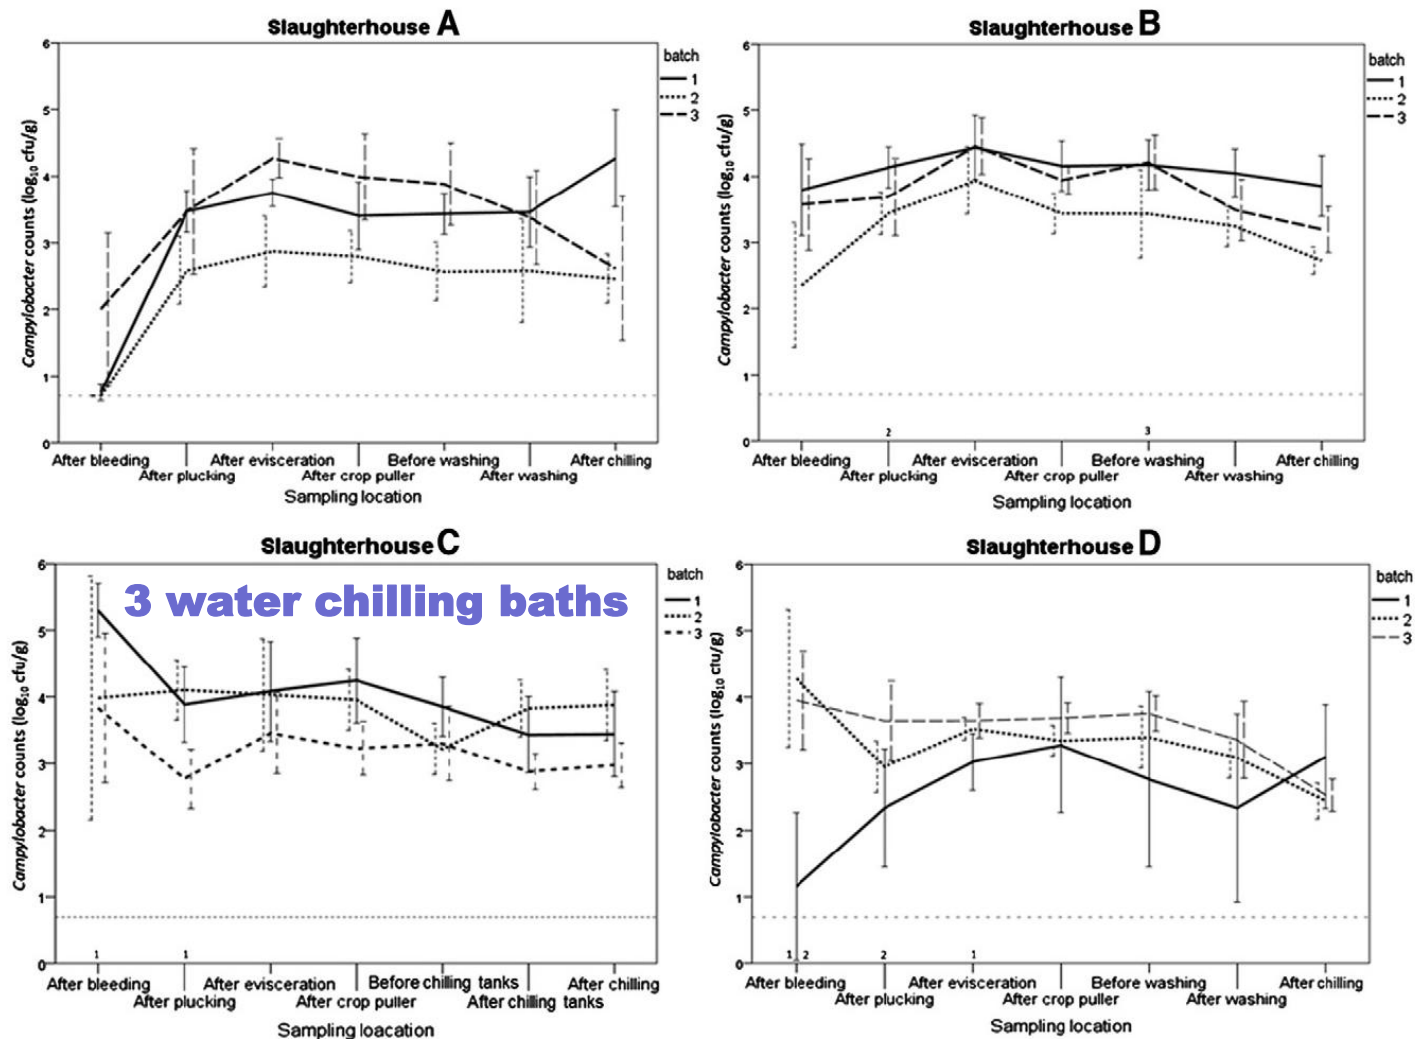 Slaughterhouse A
batch
1
2
3
Campylobacter counts (log10 cfu/g)
6
5
4
3
2
1
0
After bleeding
After plucking
After evisceration
After crop puller
Before washing
After washing
After chilling
Sampling location
Slaughterhouse B
batch
1
2
3
Campylobacter counts (log10 cfu/g)
6
5
4
3
2
1
0
2
3
After bleeding
After plucking
After evisceration
After crop puller
Before washing
After washing
After chilling
Sampling location
Slaughterhouse C
3 water chilling baths
batch
1
2
3
Campylobacter counts (log10 cfu/g)
6
5
4
3
2
1
0
1
1
After bleeding
After plucking
After evisceration
After crop puller
Before chilling tanks
After chilling tanks
After chilling
Sampling loacation
Slaughterhouse D
batch
1
2
3
Campylobacter counts (log10 cfu/g)
6
5
4
3
2
1
0
1 2
2
1
After bleeding
After plucking
After evisceration
After crop puller
Before washing
After washing
After chilling
Sampling location